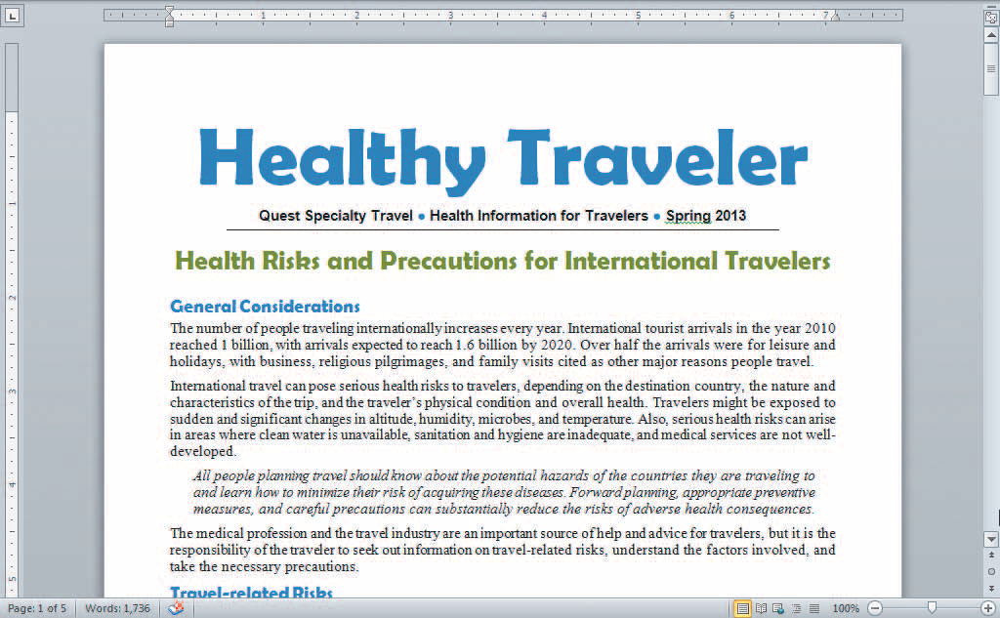 1 2 3 4 5 6 7
Healthy Traveler
Quest Specialty Travel ● Health Information for Travelers ● Spring 2013
Health Risks and Precautions for International Travelers
General Considerations
The number of people traveling internationally increases every year. International tourist arrivals in the year 2010
reached 1 billion, with arrivals expected to reach 1.6 billion by 2020. Over half the arrivals were for leisure and
holidays, with business, religious pilgrimages, and family visits cited as other major reasons people travel.
International travel can pose serious health risks to travelers, depending on the destination country, the nature and
characteristics of the trip, and the traveler’s physical condition and overall health. Travelers might be exposed to
sudden and significant changes in altitude, humidity, microbes, and temperature. Also, serious health risks can arise
in areas where clean water is unavailable, sanitation and hygiene are inadequate, and medical services are not well-
developed.
All people planning travel should know about the potential hazards of the countries they are traveling to
and learn how to minimize their risk of acquiring these diseases. Forward planning, appropriate preventive
measures, and careful precautions can substantially reduce the risks of adverse health consequences.
The medical profession and the travel industry are an important source of help and advice for travelers, but it is the
responsibility of the traveler to seek out information on travel-related risks, understand the factors involved, and
take the necessary precautions.
Travel-related Risks
1
2
3
4
5
Page: 1 of 5 Words: 1,736 100%